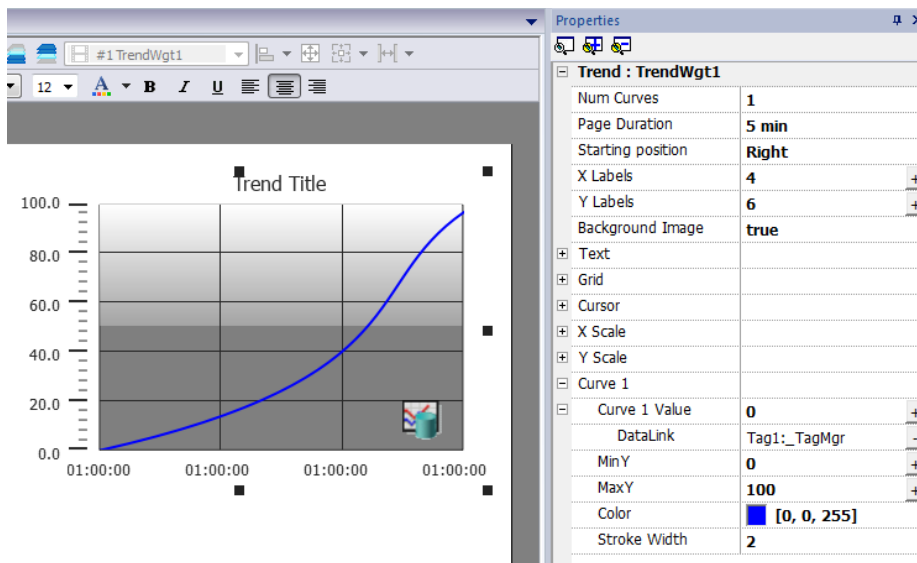 Properties
#1 TrendWgt1
12 A B I U
Trend Title
100.0
80.0
60.0
40.0
20.0
0.0
01:00:00 01:00:00 01:00:00 01:00:00
Trend : TrendWgt1
Num Curves 1
Page Duration 5 min
Starting position Right
X Labels 4
Y Labels 6
Background Image true
Text
Grid
Cursor
X Scale
Y Scale
Curve 1
Curve 1 Value 0
DataLink Tag1:_TagMgr
MinY 0
MaxY 100
Color [0, 0, 255]
Stroke Width 2